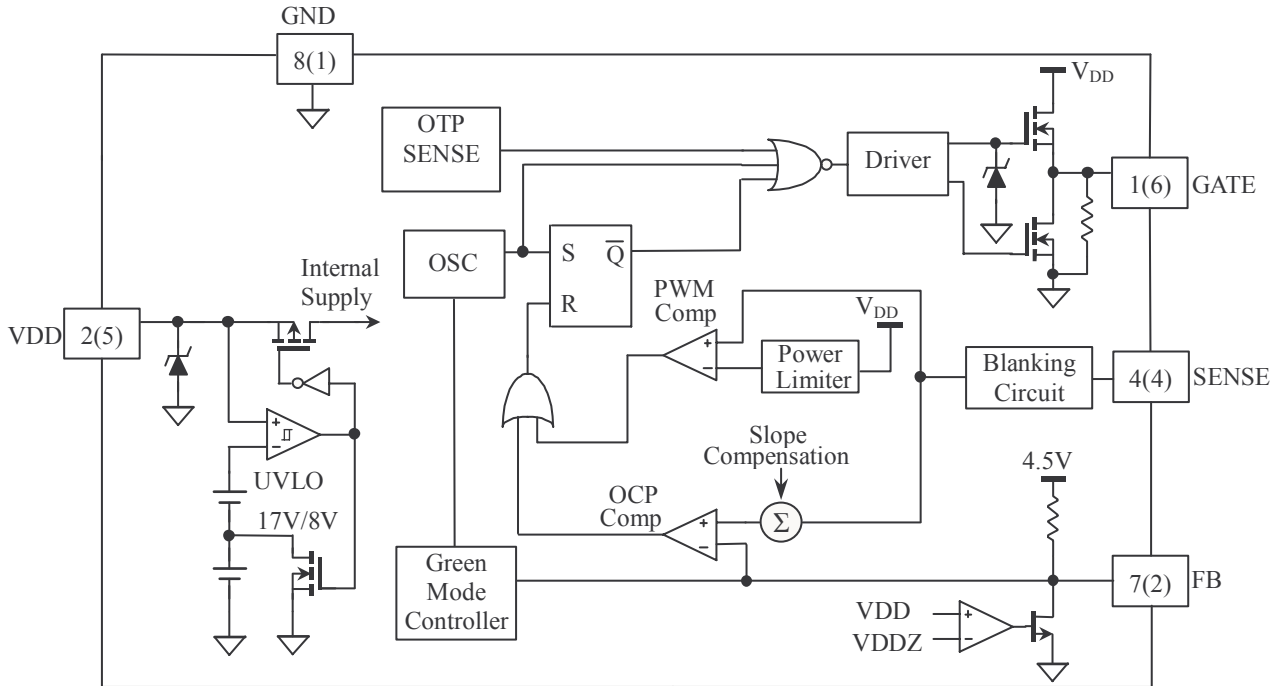 GND
8(1)
VDD
OTP
SENSE
Driver
1(6)
GATE
OSC
S
Q
R
Internal
Supply
PWM
Comp
VDD
VDD
2(5)
+
−
Power
Limiter
Blanking
Circuit
4(4)
SENSE
+
−
UVLO
Slope
Compensation
4.5V
17V/8V
OCP
Comp
+
−
Σ
Green
Mode
Controller
7(2)
FB
VDD
VDDZ
+
−